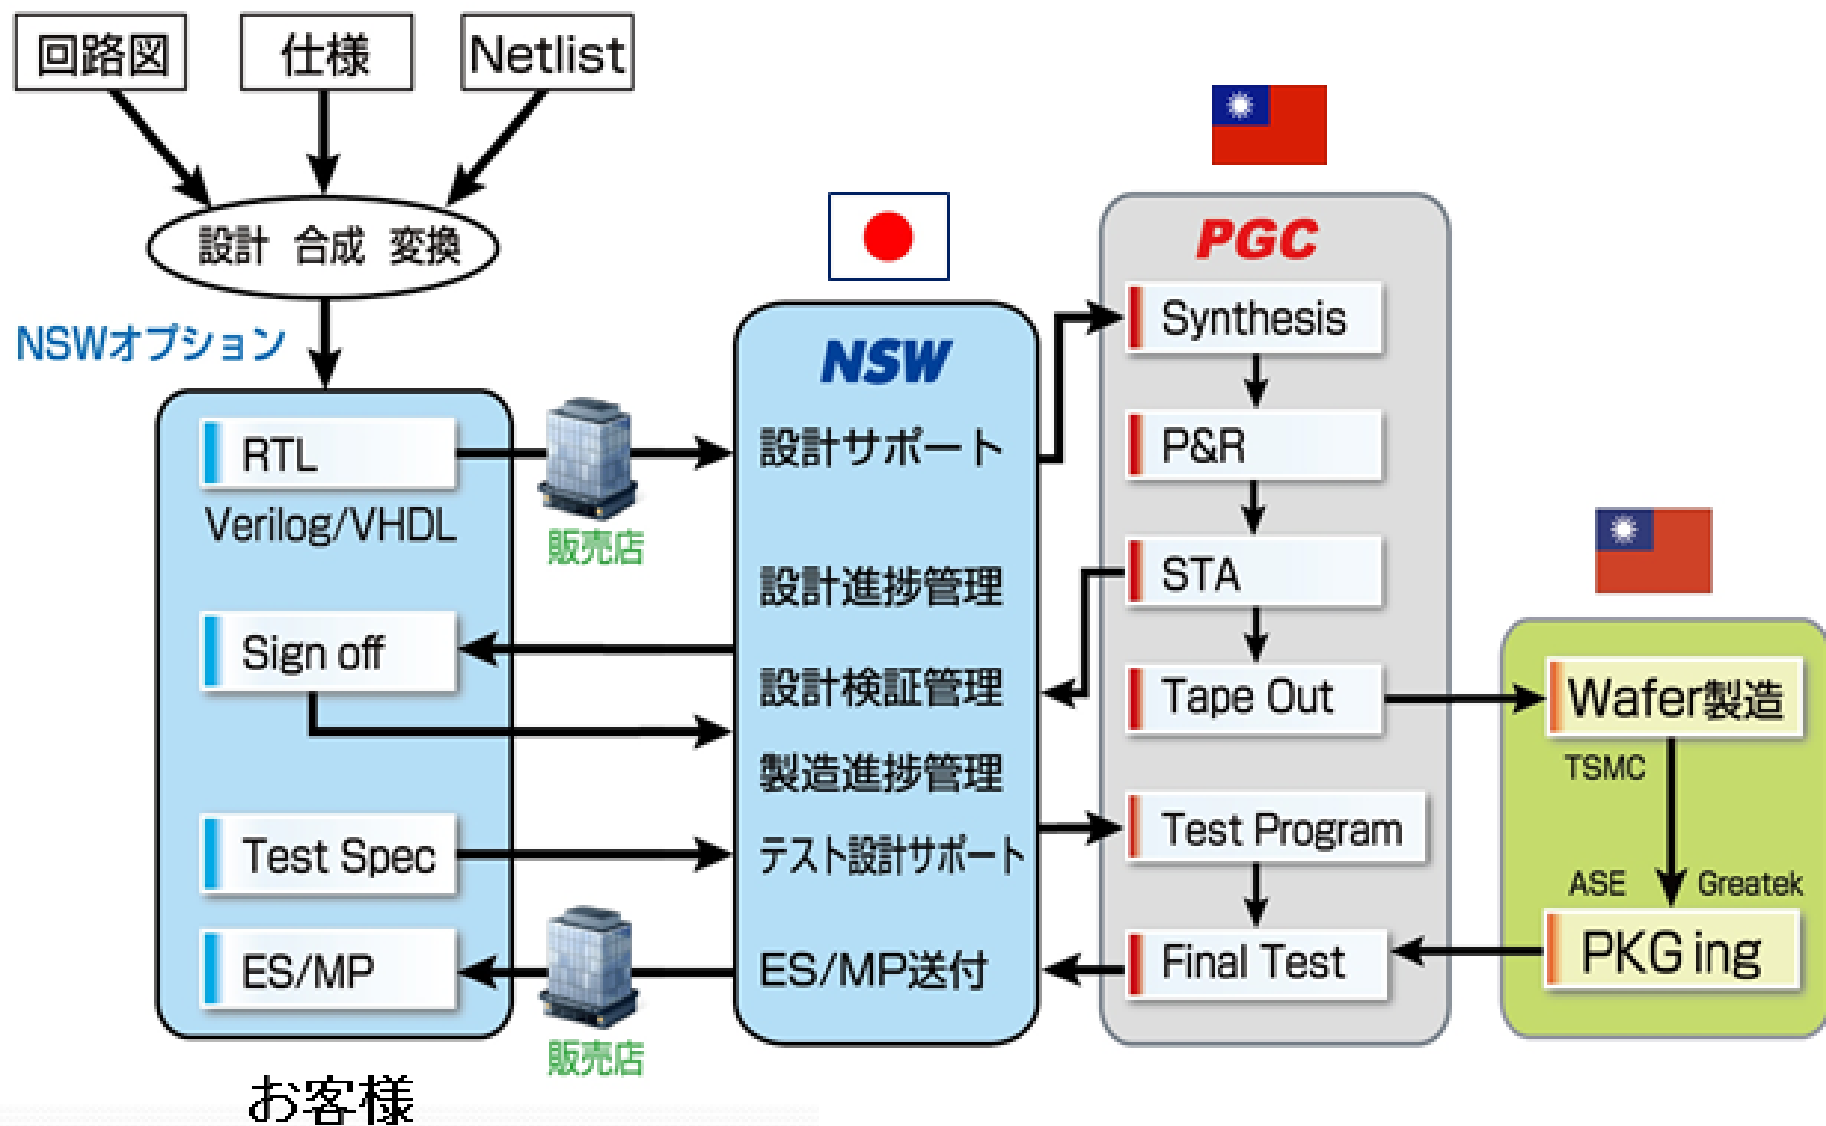 回路図
仕様
Netlist
設計 合成 変換
NSWオプション
RTL
Verilog/VHDL
Sign off
Test Spec
ES/MP
お客様
販売店
販売店
NSW
設計サポート
設計進捗管理
設計検証管理
製造進捗管理
テスト設計サポート
ES/MP送付
PGC
Synthesis
P&R
STA
Tape Out
Test Program
Final Test
Wafer製造
TSMC
ASE Greatek
PKG ing